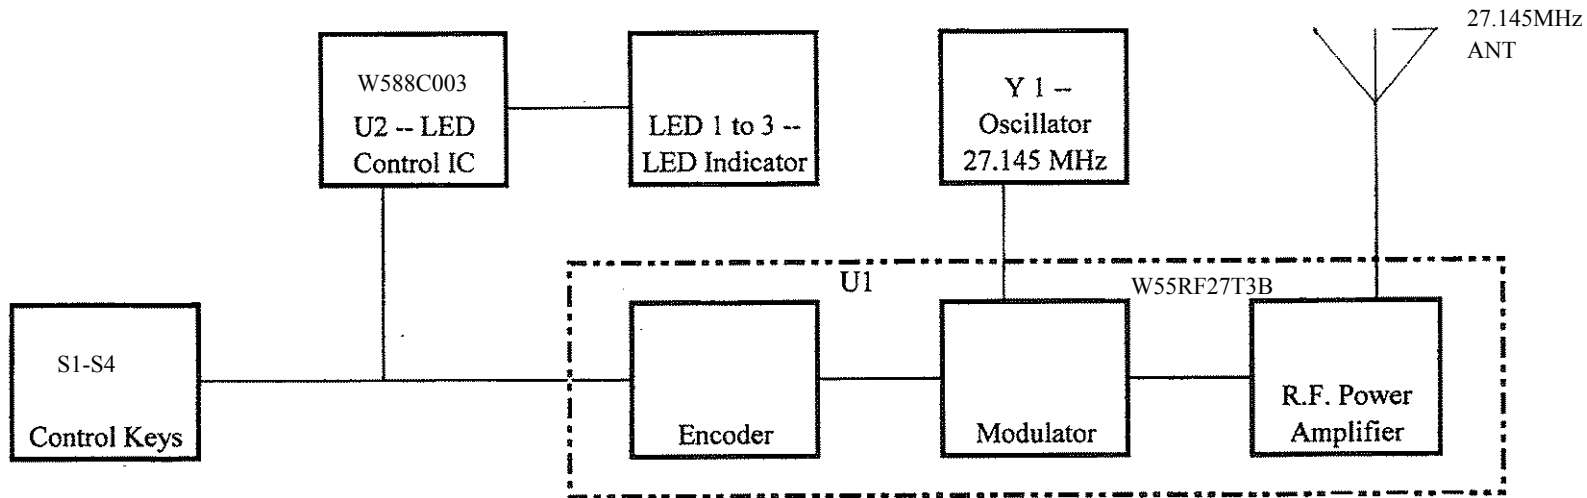 27.145MHz
ANT
W588C003
U2 -- LED
Control IC
LED 1 to 3 --
LED Indicator
Y 1 --
Oscillator
27.145 MHz
U1
W55RF27T3B
S1-S4
Control Keys
Encoder
Modulator
R.F. Power
Amplifier